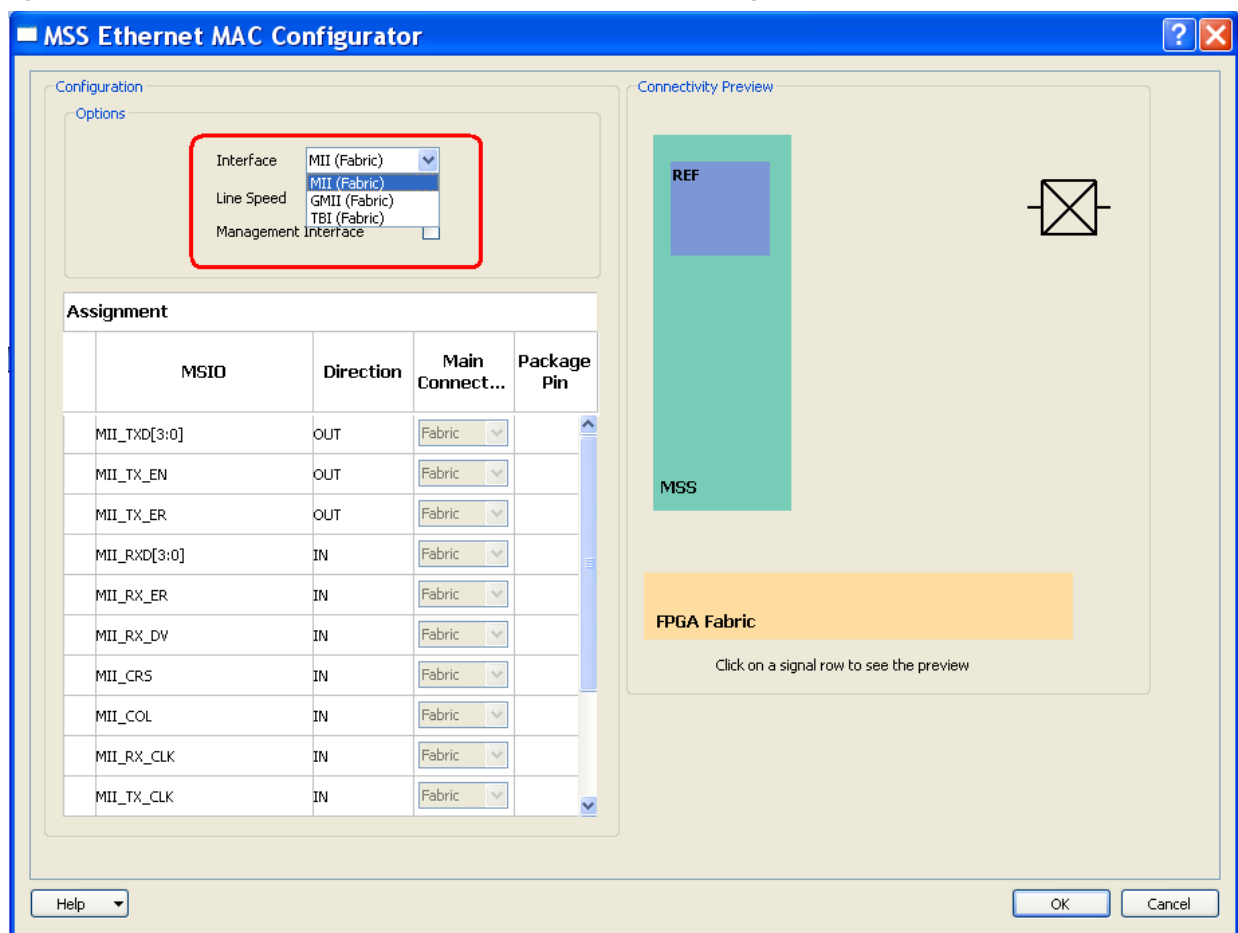 MSS Ethernet MAC Configurator
Configuration
Options
Interface MII (Fabric)
MII (Fabric)
Line Speed GMII (Fabric)
TBI (Fabric)
Management Interface
Assignment
MSIO Direction Main Connect... Package Pin
MII_TXD[3:0] OUT Fabric
MII_TX_EN OUT Fabric
MII_TX_ER OUT Fabric
MII_RXD[3:0] IN Fabric
MII_RX_ER IN Fabric
MII_RX_DV IN Fabric
MII_CRS IN Fabric
MII_COL IN Fabric
MII_RX_CLK IN Fabric
MII_TX_CLK IN Fabric
Connectivity Preview
REF
MSS
FPGA Fabric
Click on a signal row to see the preview
Help OK Cancel